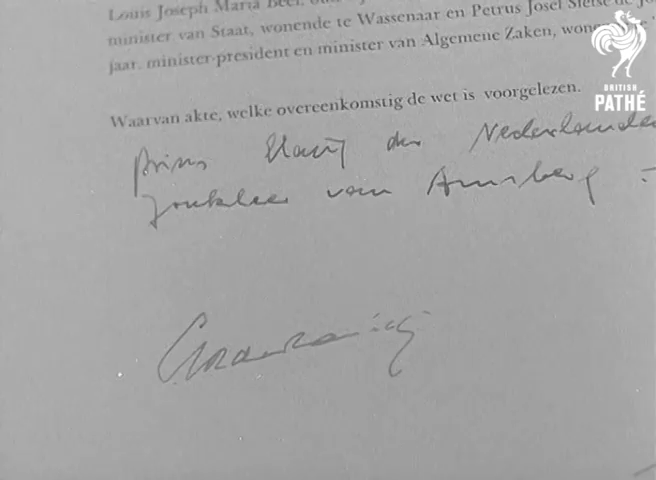 Louis Joseph Maria Beel,
minister van Staat, wonende te Wassenaar en Petrus Josef Sietse de Jo
jaar. minister-president en minister van Algemene Zaken, wone
Waarvan akte, welke overeenkomstig de wet is voorgelezen.
prins Claus der Nederlanden
Jonkheer van Amsberg
BRITISH
PATHÉ